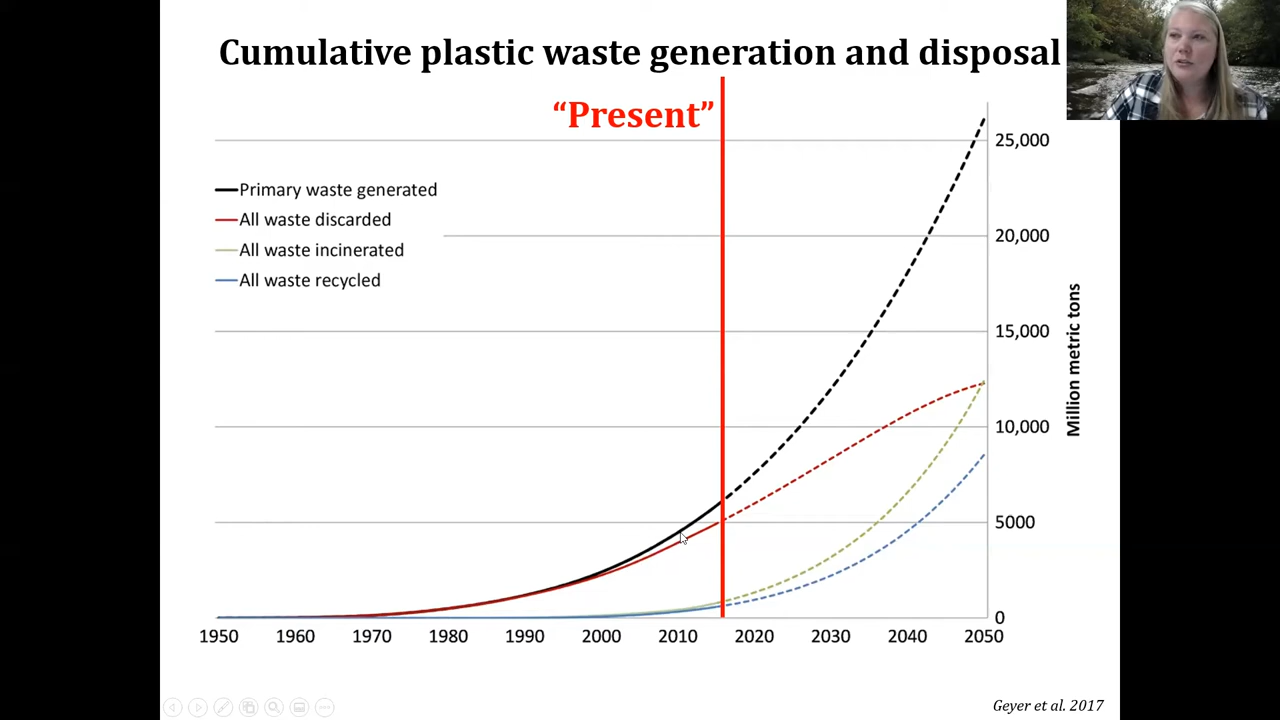 Cumulative plastic waste generation and disposal
“Present”
25,000
Primary waste generated
All waste discarded
20,000
All waste incinerated
All waste recycled
15,000
Million metric tons
10,000
5000
0
1950 1960 1970 1980 1990 2000 2010 2020 2030 2040 2050
Geyer et al. 2017